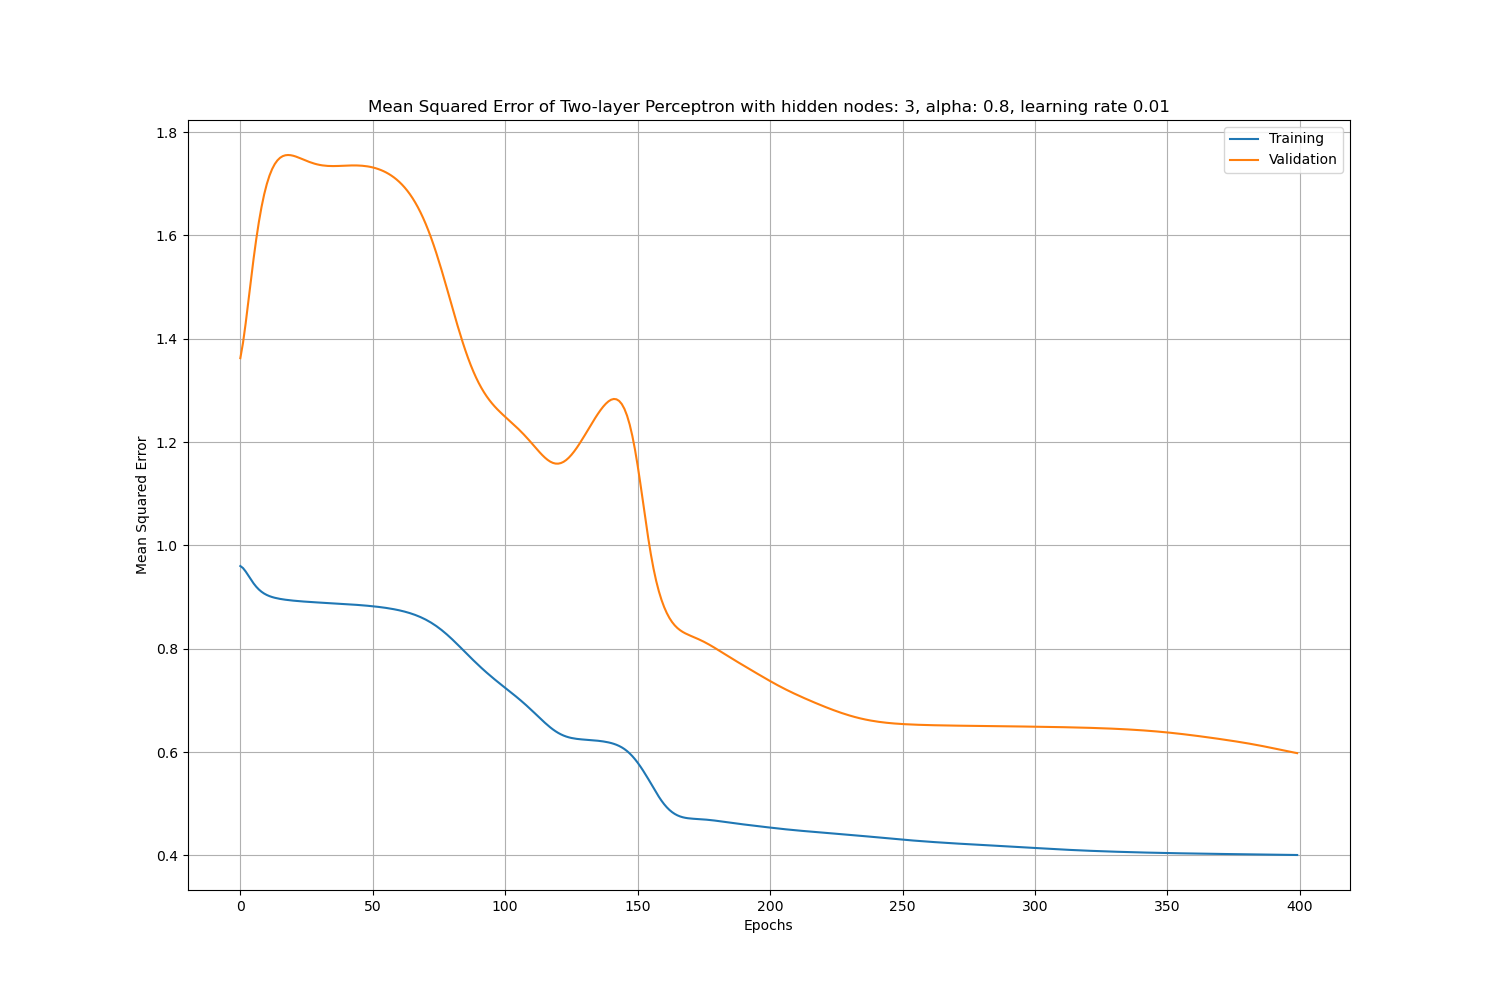 Mean Squared Error of Two-layer Perceptron with hidden nodes: 3, alpha: 0.8, learning rate 0.01
Training
Validation
Mean Squared Error
1.8
1.6
1.4
1.2
1.0
0.8
0.6
0.4
0 50 100 150 200 250 300 350 400
Epochs